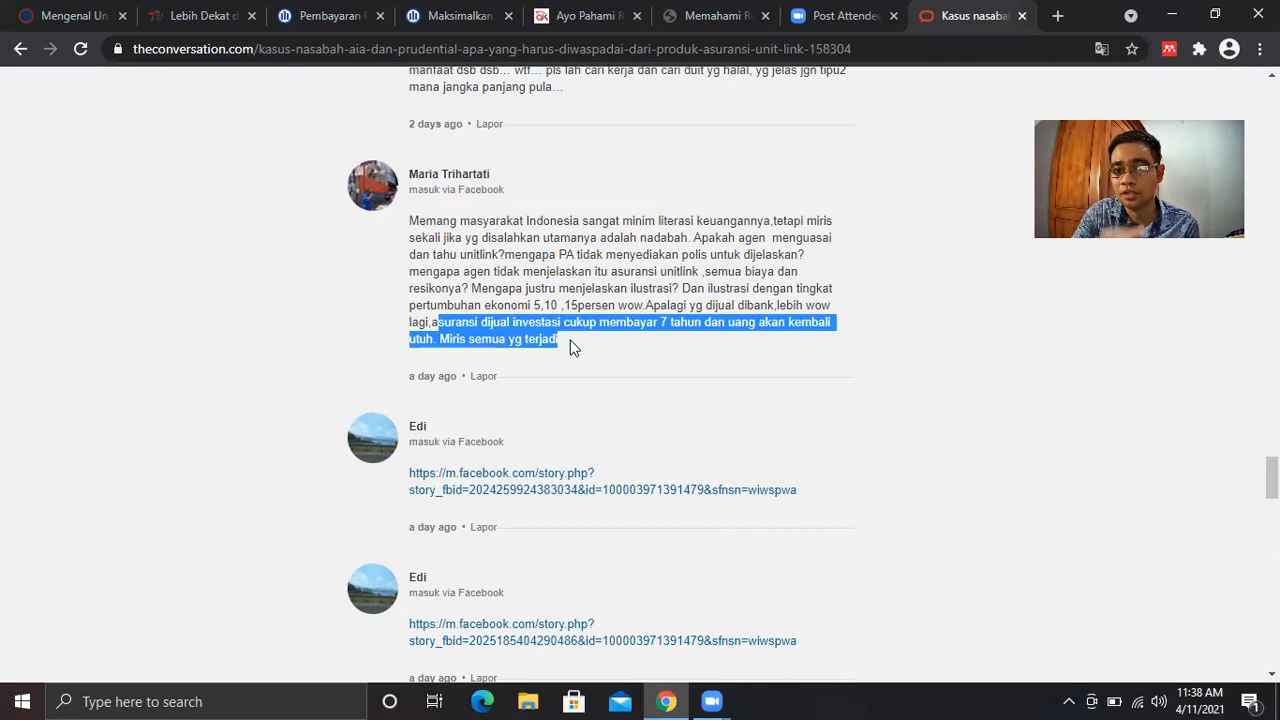 Mengenal Un
Lebih Dekat d
Pembayaran P
Maksimalkan
Ayo Pahami R
Memahami Ri
Post Attende
Kasus nasaba
theconversation.com/kasus-nasabah-aia-dan-prudential-apa-yang-harus-diwaspadai-dari-produk-asuransi-unit-link-158304
manfaat dsb dsb… wtf… pls lah cari kerja dan cari duit yg halal, yg jelas jgn tipu2
mana jangka panjang pula…
2 days ago • Lapor
Maria Trihartati
masuk via Facebook
Memang masyarakat Indonesia sangat minim literasi keuangannya,tetapi miris
sekali jika yg disalahkan utamanya adalah nadabah. Apakah agen menguasai
dan tahu unitlink?mengapa PA tidak menyediakan polis untuk dijelaskan?
mengapa agen tidak menjelaskan itu asuransi unitlink ,semua biaya dan
resikonya? Mengapa justru menjelaskan ilustrasi? Dan ilustrasi dengan tingkat
pertumbuhan ekonomi 5,10 ,15persen wow.Apalagi yg dijual dibank,lebih wow
lagi,asuransi dijual investasi cukup membayar 7 tahun dan uang akan kembali
utuh. Miris semua yg terjadi
a day ago • Lapor
Edi
masuk via Facebook
https://m.facebook.com/story.php?
story_fbid=2024259924383034&id=100003971391479&sfnsn=wiwspwa
a day ago • Lapor
Edi
masuk via Facebook
https://m.facebook.com/story.php?
story_fbid=2025185404290486&id=100003971391479&sfnsn=wiwspwa
a day ago • Lapor
Type here to search
11:38 AM
4/11/2021